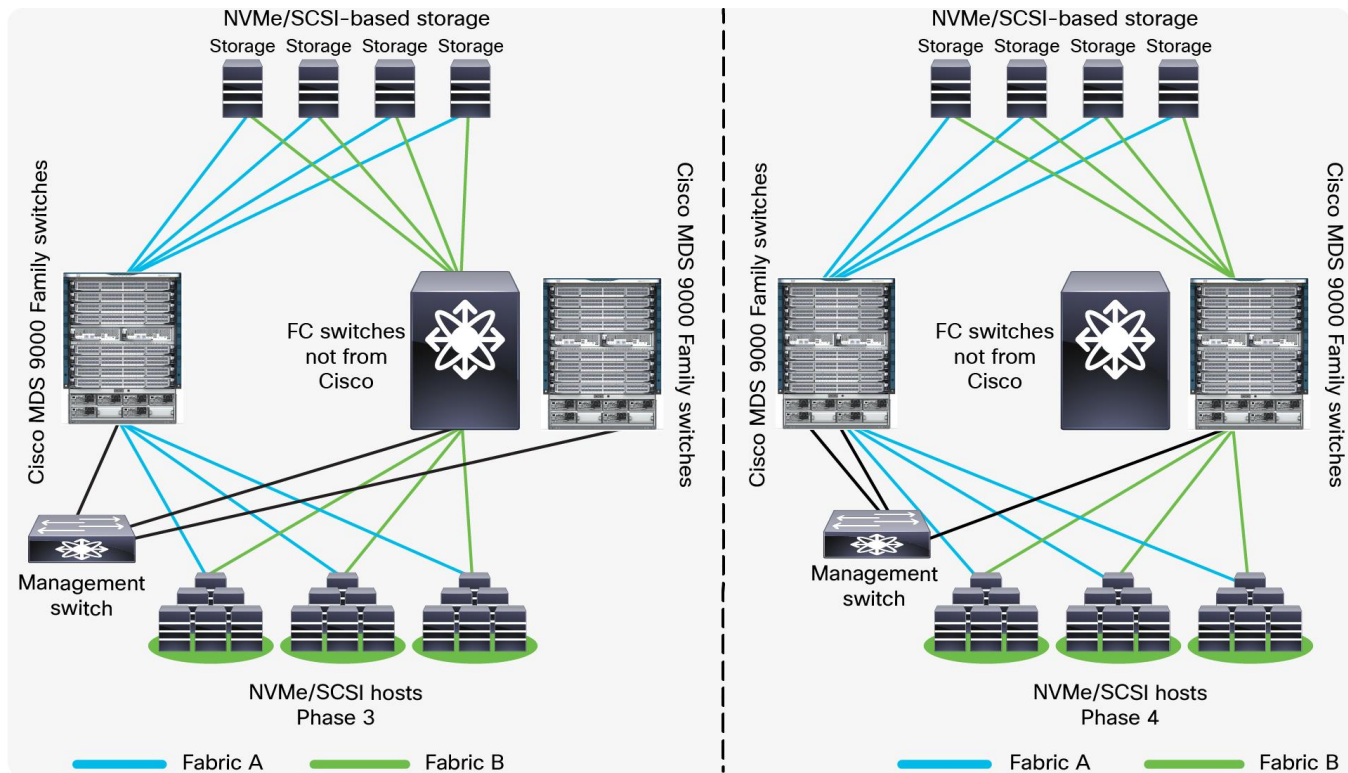 NVMe/SCSI-based storage
Storage Storage Storage Storage
Cisco MDS 9000 Family switches
FC switches
not from
Cisco
Cisco MDS 9000 Family switches
Management
switch
NVMe/SCSI hosts
Phase 3
Fabric A
Fabric B
NVMe/SCSI-based storage
Storage Storage Storage Storage
Cisco MDS 9000 Family switches
FC switches
not from
Cisco
Cisco MDS 9000 Family switches
Management
switch
NVMe/SCSI hosts
Phase 4
Fabric A
Fabric B